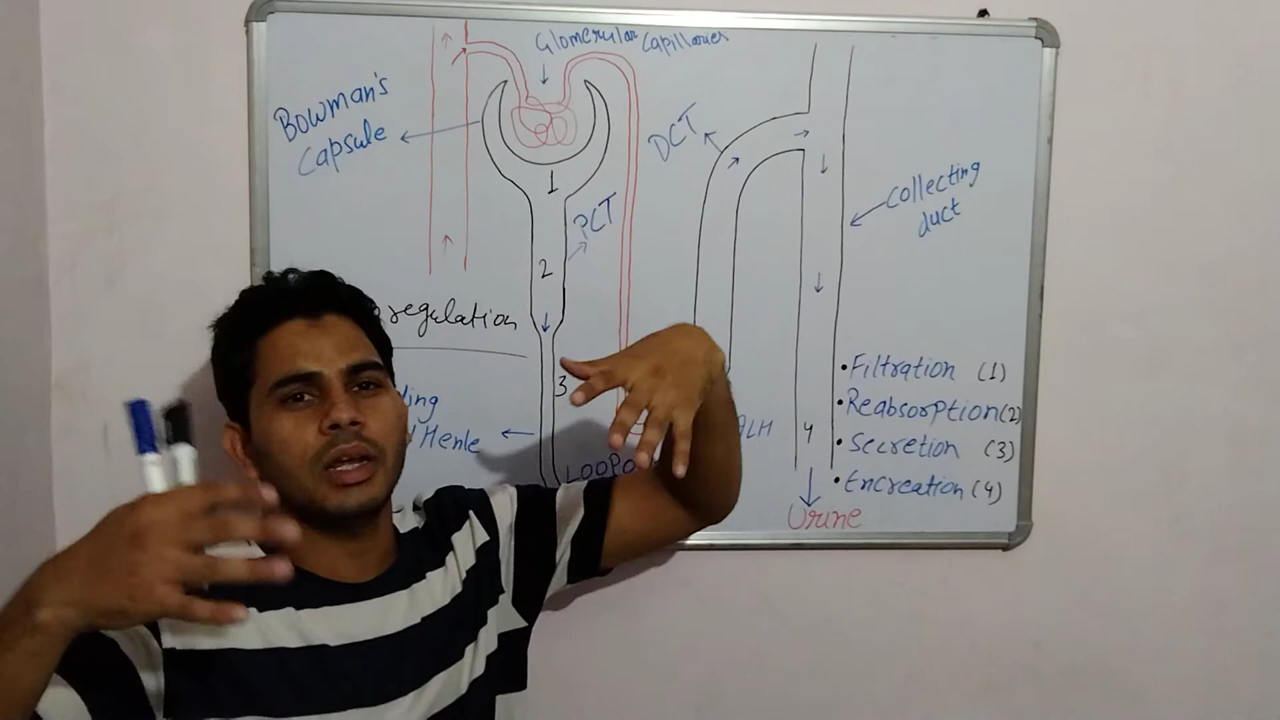 Glomerular Capillaries
Bowman's
Capsule
1
DCT
PCT
collecting
duct
2
regulation
3
Henle
ALH
4
LOOP
•Filtration (1)
•Reabsorption(2)
•Secretion (3)
•Encreation(4)
Urine